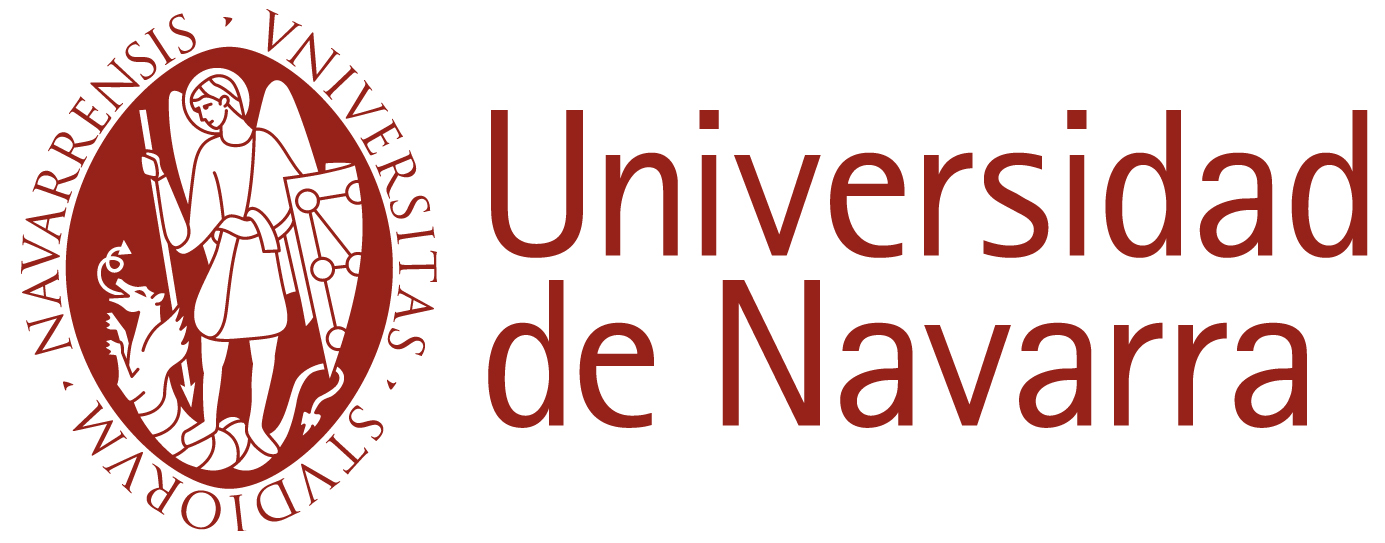 VNIVERSITAS · STVDIORVM · NAVARRENSIS ·
Universidad
de Navarra